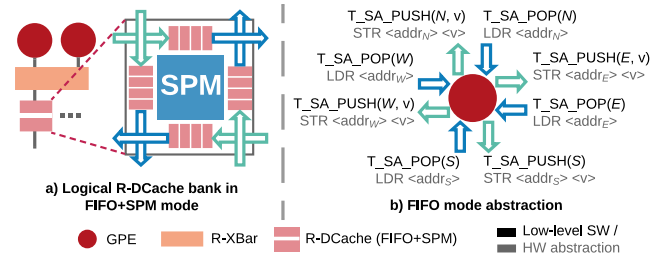 SPM
a) Logical R-DCache bank in
FIFO+SPM mode
T_SA_PUSH(N, v)
STR <addrN> <v>
T_SA_POP(N)
LDR <addrN>
T_SA_POP(W)
LDR <addrW>
T_SA_PUSH(E, v)
STR <addrE> <v>
T_SA_PUSH(W, v)
STR <addrW> <v>
T_SA_POP(E)
LDR <addrE>
T_SA_POP(S)
LDR <addrS>
T_SA_PUSH(S)
STR <addrS> <v>
b) FIFO mode abstraction
GPE
R-XBar
R-DCache (FIFO+SPM)
Low-level SW /
HW abstraction